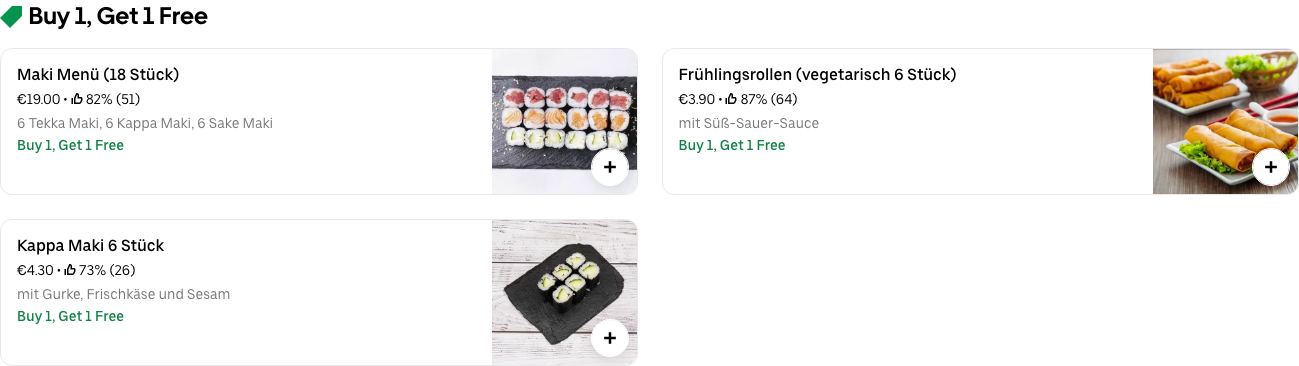 Buy 1, Get 1 Free
Maki Menü (18 Stück)
€19.00 • 82% (51)
6 Tekka Maki, 6 Kappa Maki, 6 Sake Maki
Buy 1, Get 1 Free
Frühlingsrollen (vegetarisch 6 Stück)
€3.90 • 87% (64)
mit Süß-Sauer-Sauce
Buy 1, Get 1 Free
Kappa Maki 6 Stück
€4.30 • 73% (26)
mit Gurke, Frischkäse und Sesam
Buy 1, Get 1 Free